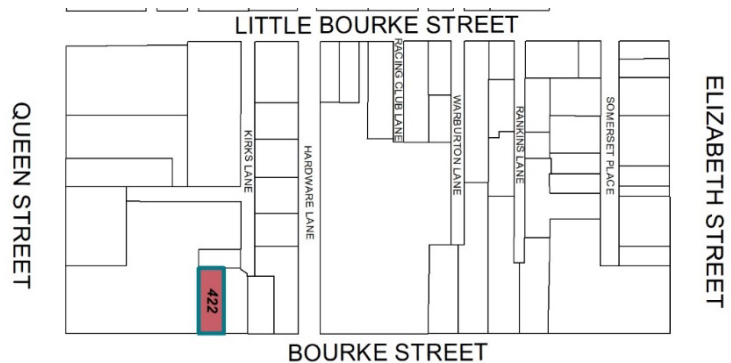 LITTLE BOURKE STREET
QUEEN STREET
KIRKS LANE
HARDWARE LANE
RACING CLUB LANE
WARBURTON LANE
RANKINS LANE
SOMERSET PLACE
ELIZABETH STREET
422
BOURKE STREET